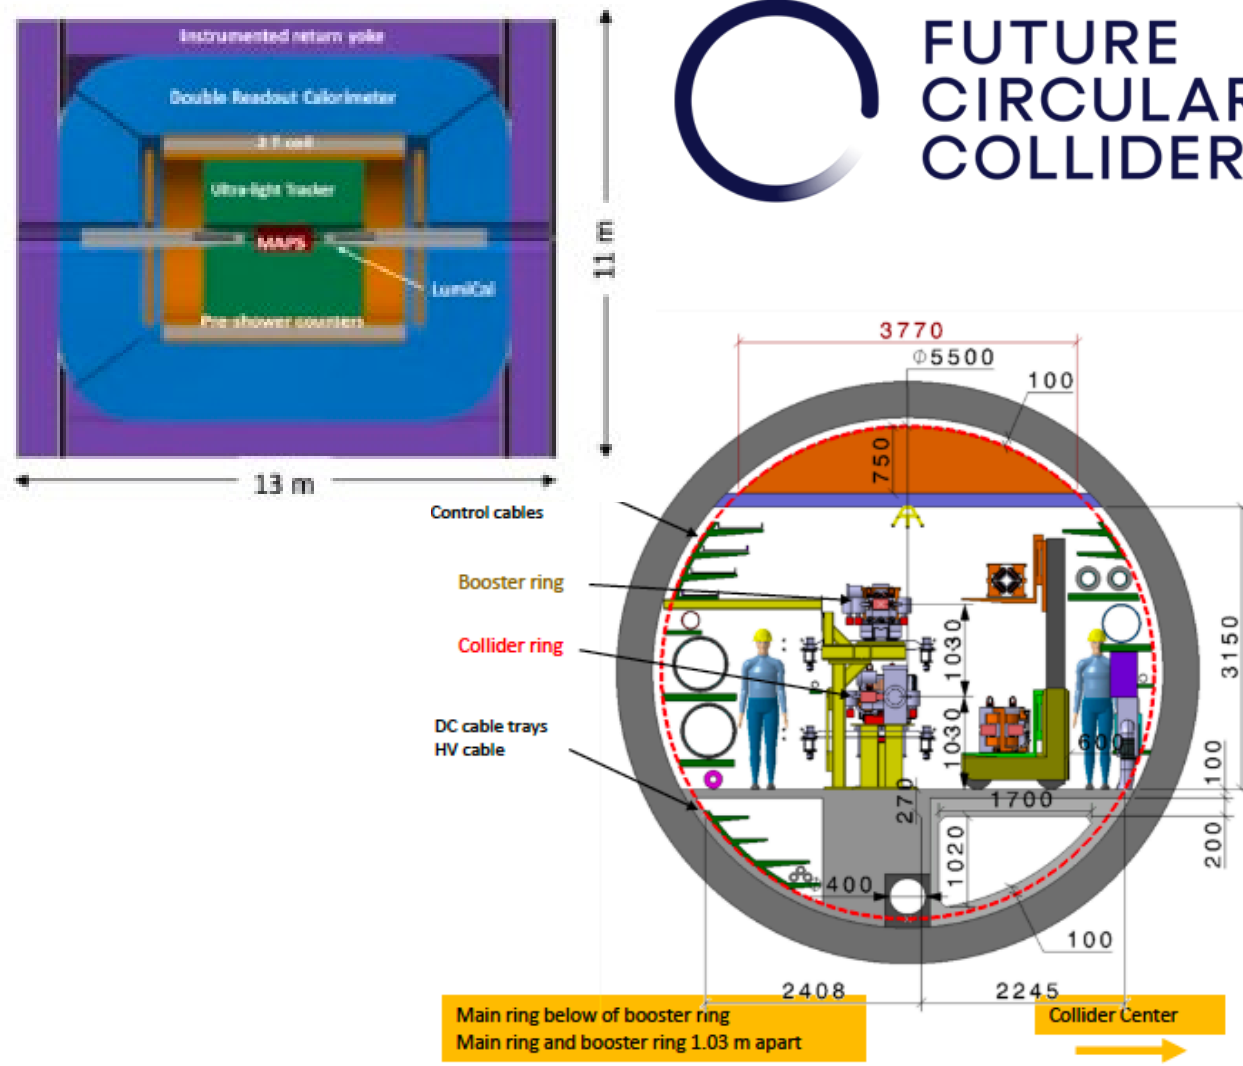 Instrumented return yoke
Double Readout Calorimeter
2 T coil
Ultra-light Tracker
MAPS
LumiCal
Pre-shower counters
11 m
13 m
FUTURE
CIRCULAR
COLLIDER
3770
Φ5500
100
750
Control cables
Booster ring
Collider ring
DC cable trays
HV cable
1030
1030
3150
600
100
270
1700
200
1020
400
100
2408
2245
Main ring below of booster ring
Main ring and booster ring 1.03 m apart
Collider Center